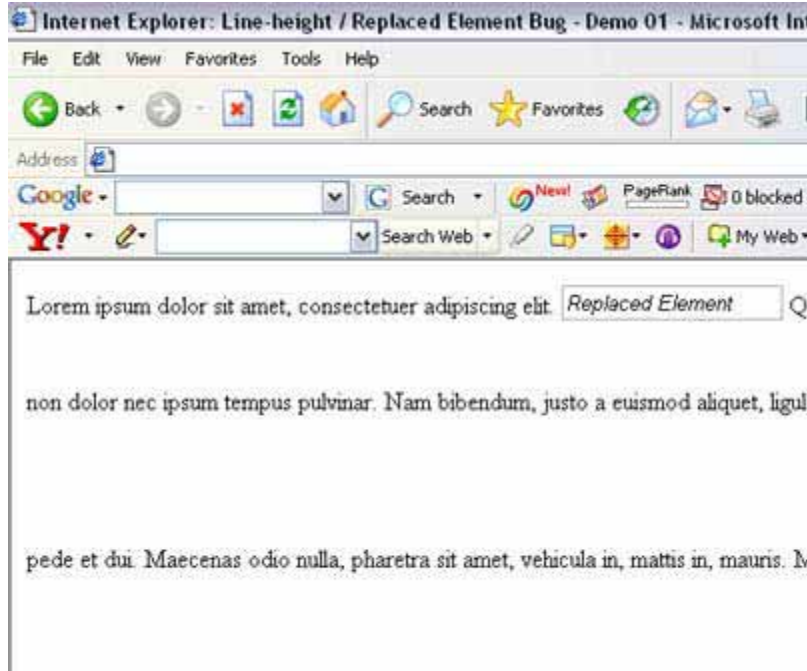 Internet Explorer: Line-height / Replaced Element Bug - Demo 01 - Microsoft In
File Edit View Favorites Tools Help
Back Search Favorites
Address
Google Search New! PageRank 0 blocked
Y! Search Web My Web
Lorem ipsum dolor sit amet, consectetuer adipiscing elit. Replaced Element Q
non dolor nec ipsum tempus pulvinar. Nam bibendum, justo a euismod aliquet, ligul
pede et dui. Maecenas odio nulla, pharetra sit amet, vehicula in, mattis in, mauris. M